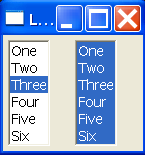 L...
One
Two
Three
Four
Five
Six
One
Two
Three
Four
Five
Six